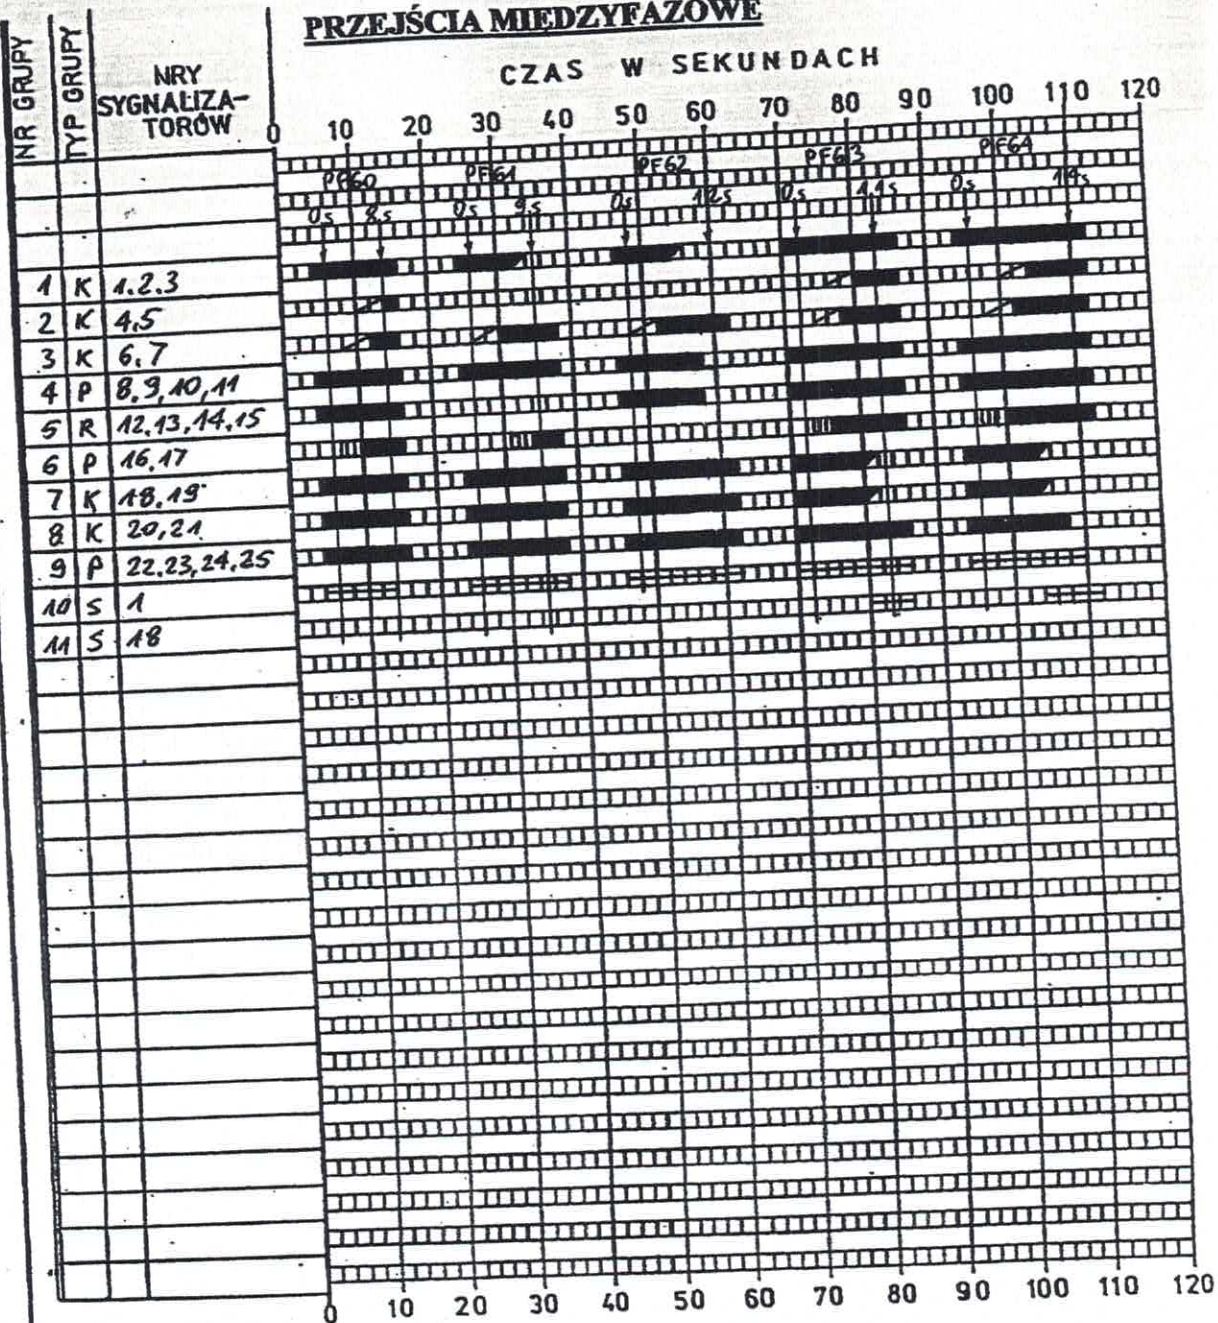 PRZEJŚCIA MIĘDZYFAZOWE
CZAS W SEKUNDACH
NR GRUPY
TYP GRUPY
NRY SYGNALIZA-
TORÓW
0 10 20 30 40 50 60 70 80 90 100 110 120
PF60 PF61 PF62 PF63 PF64
0s 8s 0s 9s 0s 12s 0s 11s 0s 14s
1 K 1.2.3
2 K 4,5
3 K 6,7
4 P 8,9,10,11
5 R 12,13,14,15
6 P 16,17
7 K 18,19
8 K 20,21
9 P 22,23,24,25
10 S 1
11 S 18
0 10 20 30 40 50 60 70 80 90 100 110 120